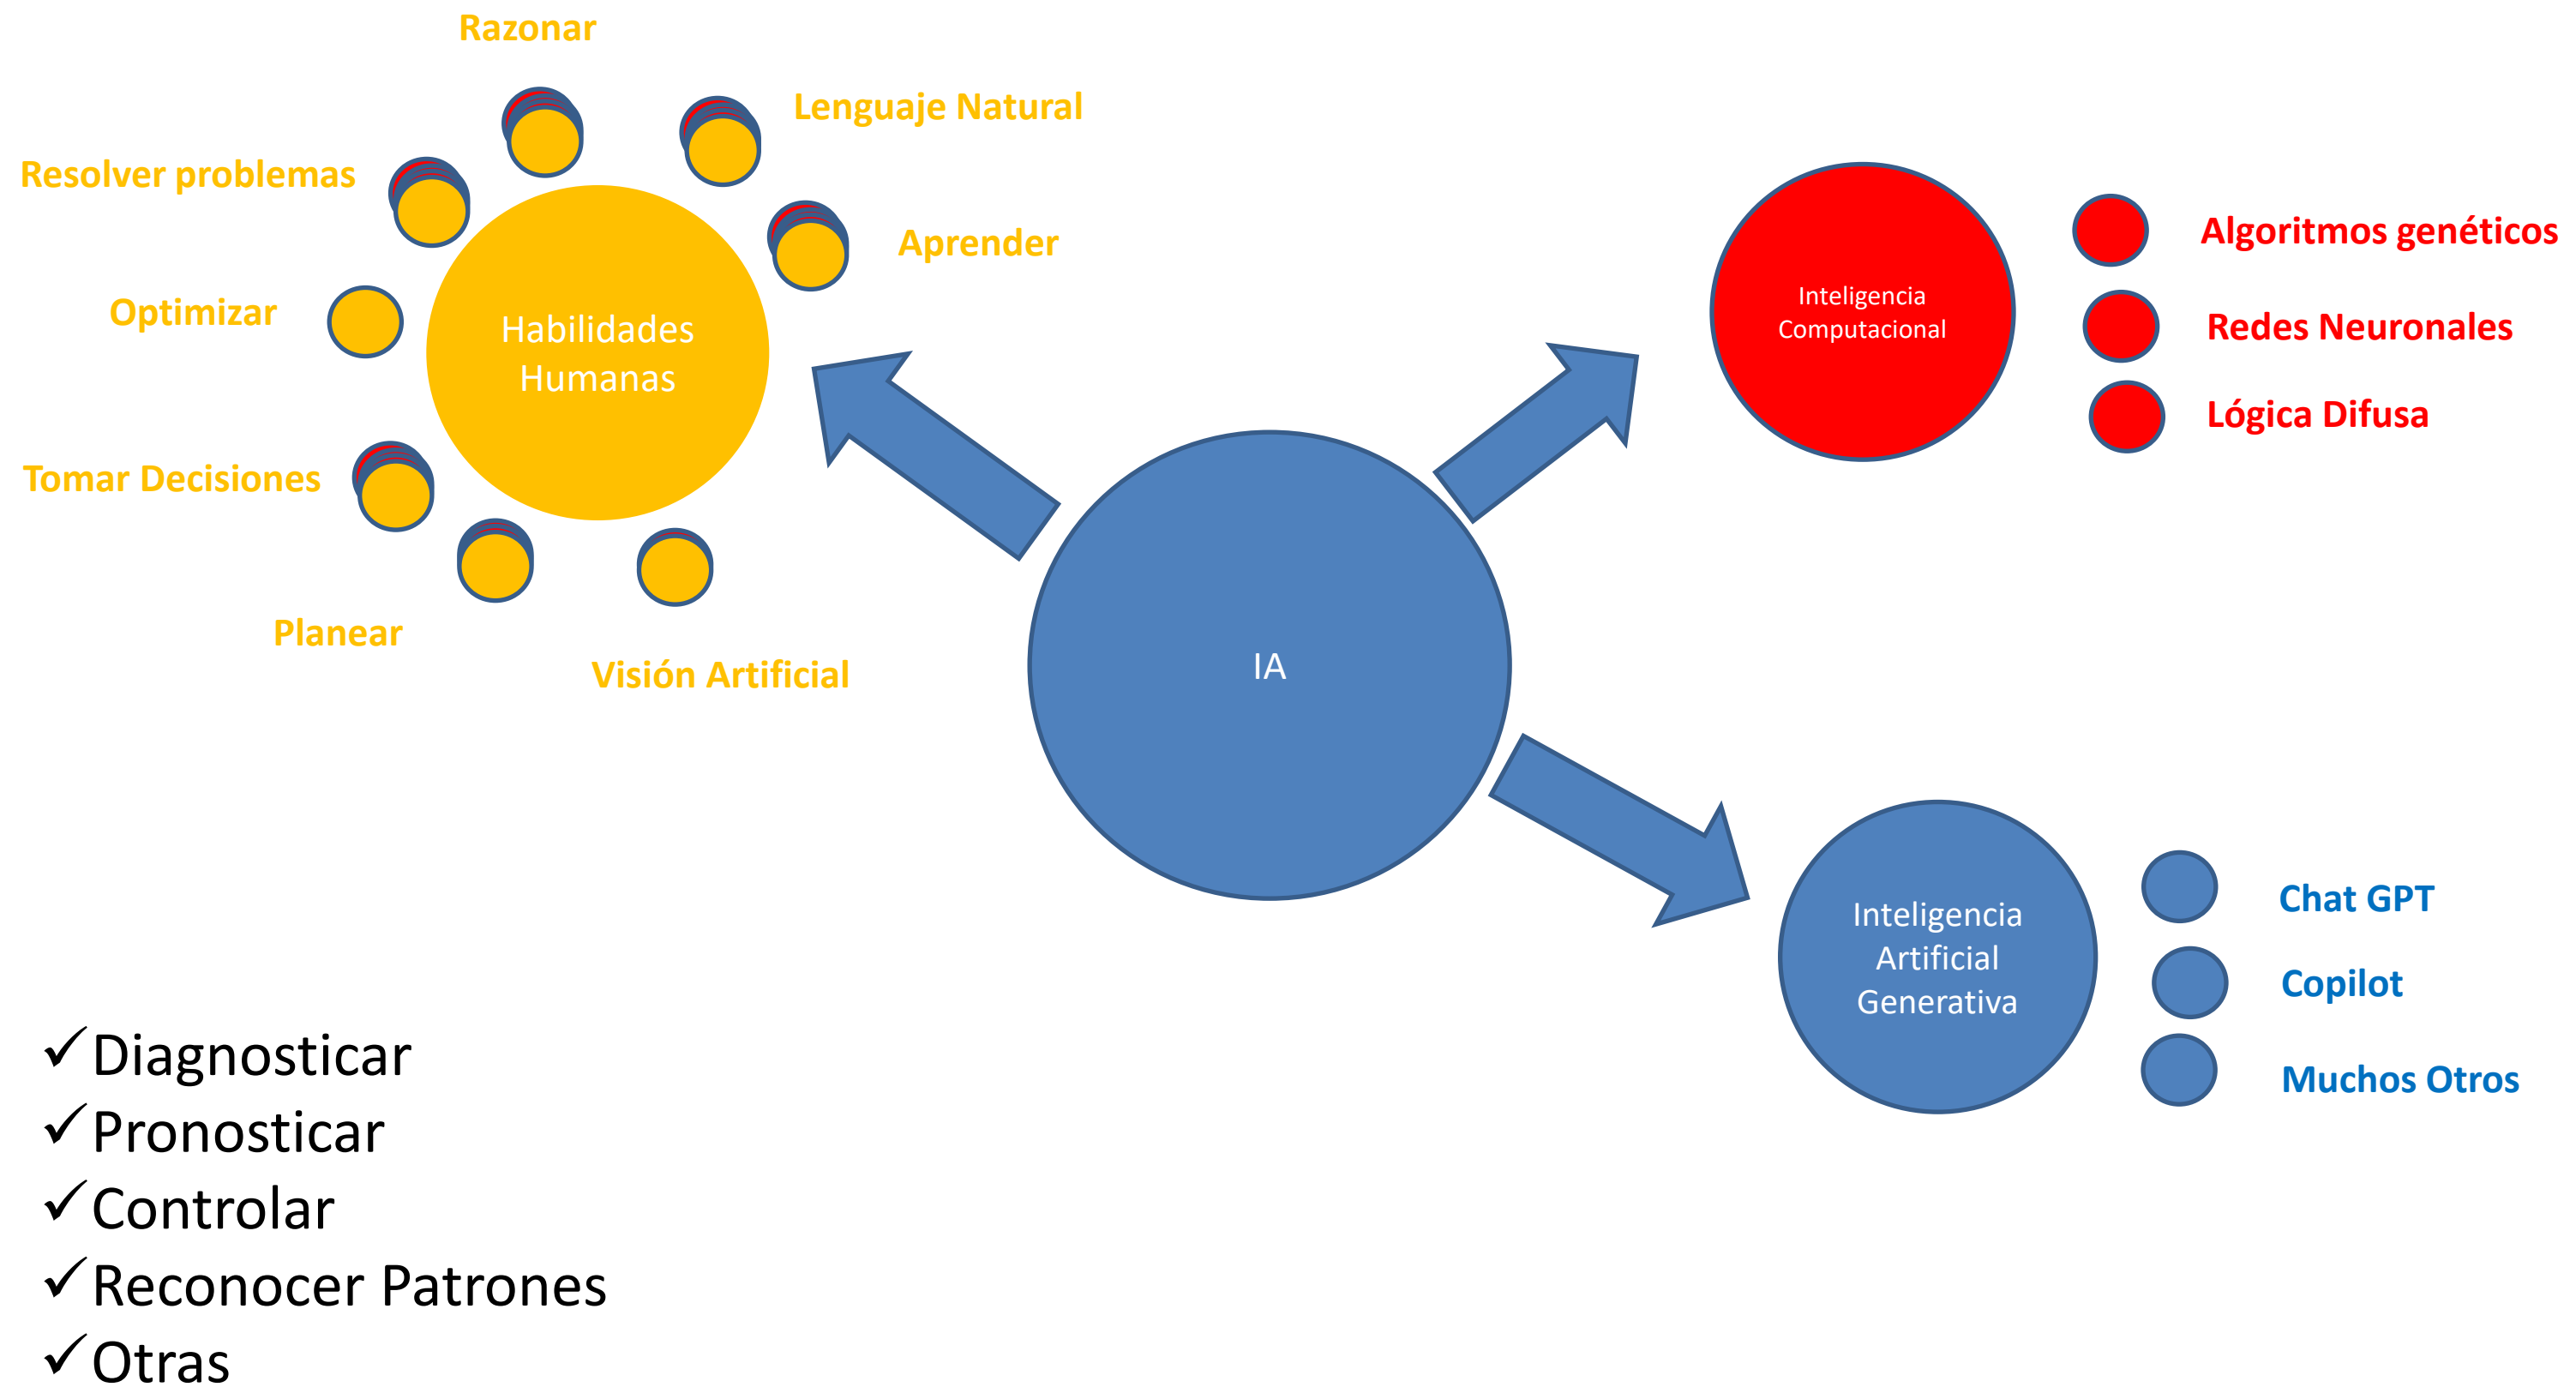 Razonar
Lenguaje Natural
Resolver problemas
Aprender
Optimizar
Habilidades
Humanas
Tomar Decisiones
Planear
Visión Artificial
IA
Inteligencia
Computacional
Algoritmos genéticos
Redes Neuronales
Lógica Difusa
Inteligencia
Artificial
Generativa
Chat GPT
Copilot
Muchos Otros
✓Diagnosticar
✓Pronosticar
✓Controlar
✓Reconocer Patrones
✓Otras